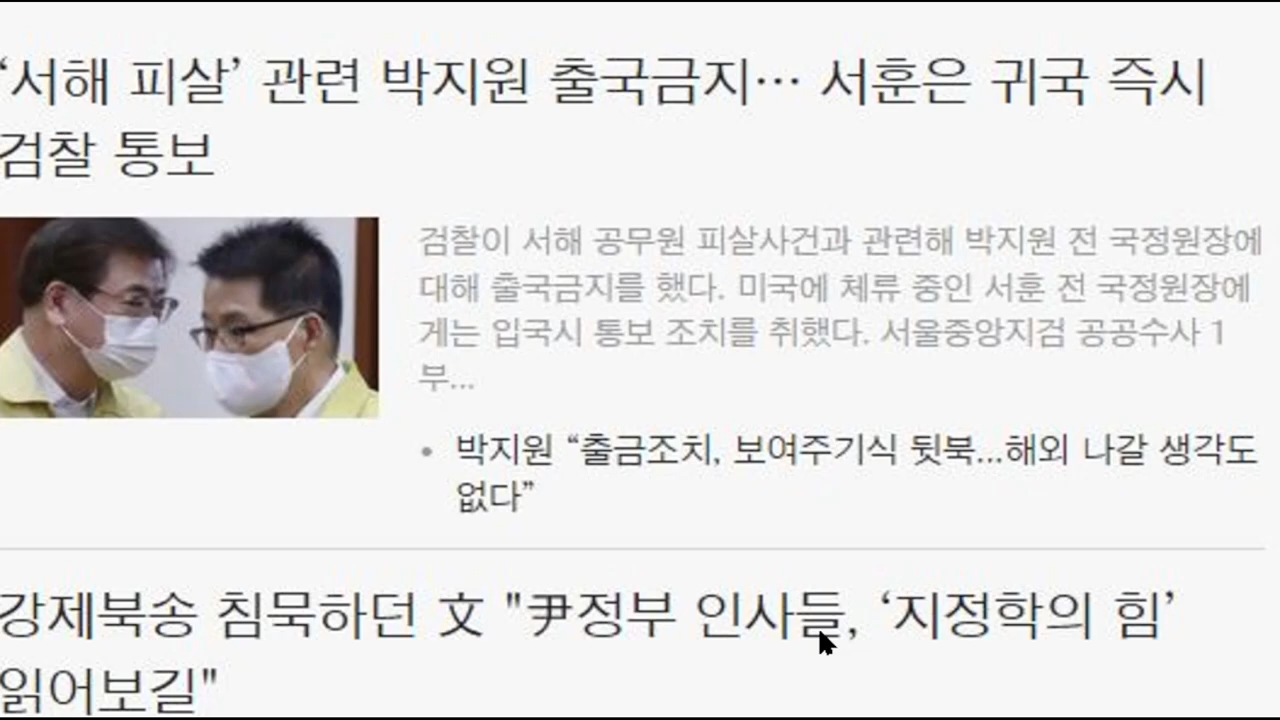 ‘서해 피살’ 관련 박지원 출국금지… 서훈은 귀국 즉시
검찰 통보
검찰이 서해 공무원 피살사건과 관련해 박지원 전 국정원장에
대해 출국금지를 했다. 미국에 체류 중인 서훈 전 국정원장에
게는 입국시 통보 조치를 취했다. 서울중앙지검 공공수사 1
부...
• 박지원 “출금조치, 보여주기식 뒷북...해외 나갈 생각도
없다”
강제북송 침묵하던 文 "尹정부 인사들, ‘지정학의 힘’
읽어보길"